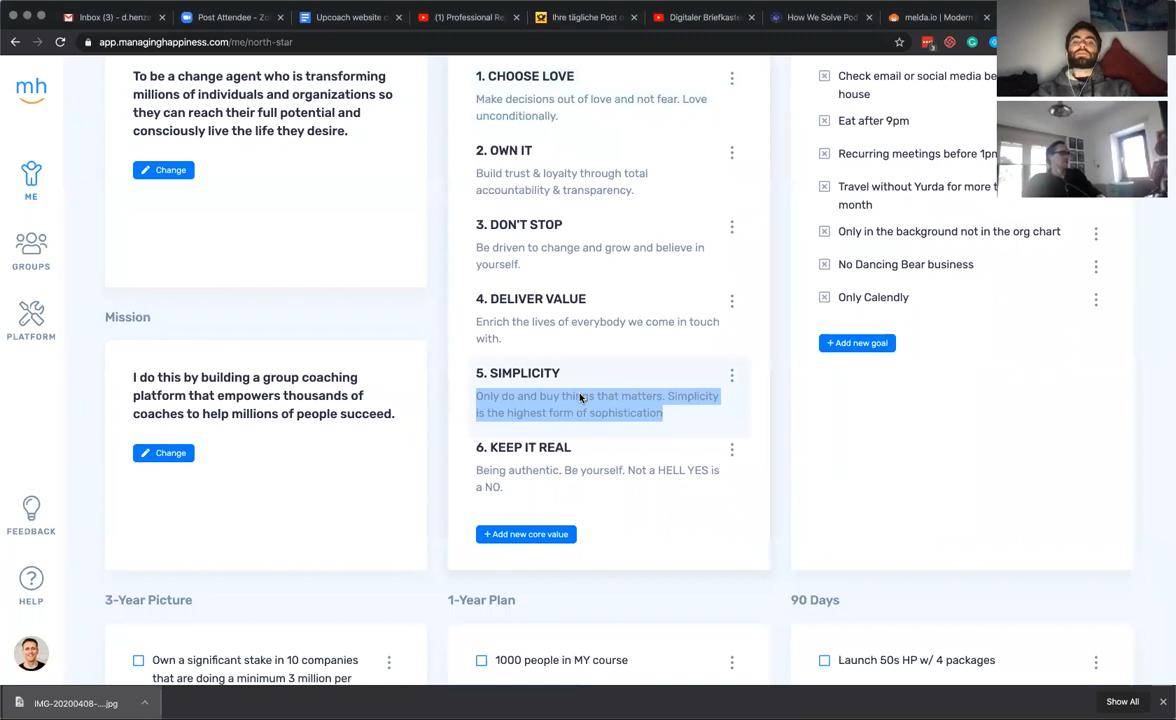 Inbox (3) - d.henz
Post Attendee - Zo
Upcoach website c
(1) Professional Re
Ihre tägliche Post o
Digitaler Briefkaste
How We Solve Pod
melda.io | Modern
app.managinghappiness.com/me/north-star
3
mh
ME
GROUPS
PLATFORM
FEEDBACK
HELP
To be a change agent who is transforming
millions of individuals and organizations so
they can reach their full potential and
consciously live the life they desire.
Change
Mission
I do this by building a group coaching
platform that empowers thousands of
coaches to help millions of people succeed.
Change
1. CHOOSE LOVE
Make decisions out of love and not fear. Love
unconditionally.
2. OWN IT
Build trust & loyalty through total
accountability & transparency.
3. DON'T STOP
Be driven to change and grow and believe in
yourself.
4. DELIVER VALUE
Enrich the lives of everybody we come in touch
with.
5. SIMPLICITY
Only do and buy things that matters. Simplicity
is the highest form of sophistication
6. KEEP IT REAL
Being authentic. Be yourself. Not a HELL YES is
a NO.
+ Add new core value
Check email or social media be
house
Eat after 9pm
Recurring meetings before 1pm
Travel without Yurda for more t
month
Only in the background not in the org chart
No Dancing Bear business
Only Calendly
+ Add new goal
3-Year Picture
Own a significant stake in 10 companies
that are doing a minimum 3 million per
1-Year Plan
1000 people in MY course
90 Days
Launch 50s HP w/ 4 packages
IMG-20200408-....jpg
Show All